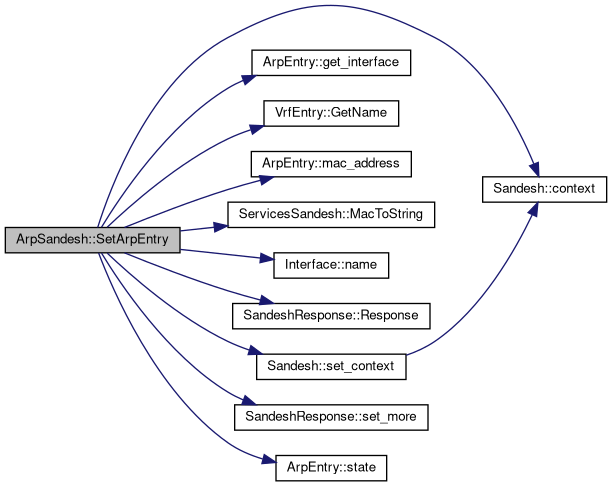 ArpEntry::get_interface
VrfEntry::GetName
ArpEntry::mac_address
Sandesh::context
ServicesSandesh::MacToString
ArpSandesh::SetArpEntry
Interface::name
SandeshResponse::Response
Sandesh::set_context
SandeshResponse::set_more
ArpEntry::state